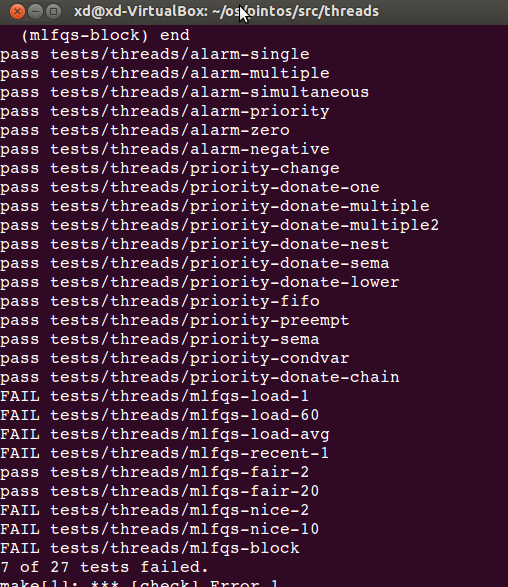 xd@xd-VirtualBox: ~/os/pintos/src/threads
(mlfqs-block) end
pass tests/threads/alarm-single
pass tests/threads/alarm-multiple
pass tests/threads/alarm-simultaneous
pass tests/threads/alarm-priority
pass tests/threads/alarm-zero
pass tests/threads/alarm-negative
pass tests/threads/priority-change
pass tests/threads/priority-donate-one
pass tests/threads/priority-donate-multiple
pass tests/threads/priority-donate-multiple2
pass tests/threads/priority-donate-nest
pass tests/threads/priority-donate-sema
pass tests/threads/priority-donate-lower
pass tests/threads/priority-fifo
pass tests/threads/priority-preempt
pass tests/threads/priority-sema
pass tests/threads/priority-condvar
pass tests/threads/priority-donate-chain
FAIL tests/threads/mlfqs-load-1
FAIL tests/threads/mlfqs-load-60
FAIL tests/threads/mlfqs-load-avg
FAIL tests/threads/mlfqs-recent-1
pass tests/threads/mlfqs-fair-2
pass tests/threads/mlfqs-fair-20
FAIL tests/threads/mlfqs-nice-2
FAIL tests/threads/mlfqs-nice-10
FAIL tests/threads/mlfqs-block
7 of 27 tests failed.
make[1]: *** [check] Error 1